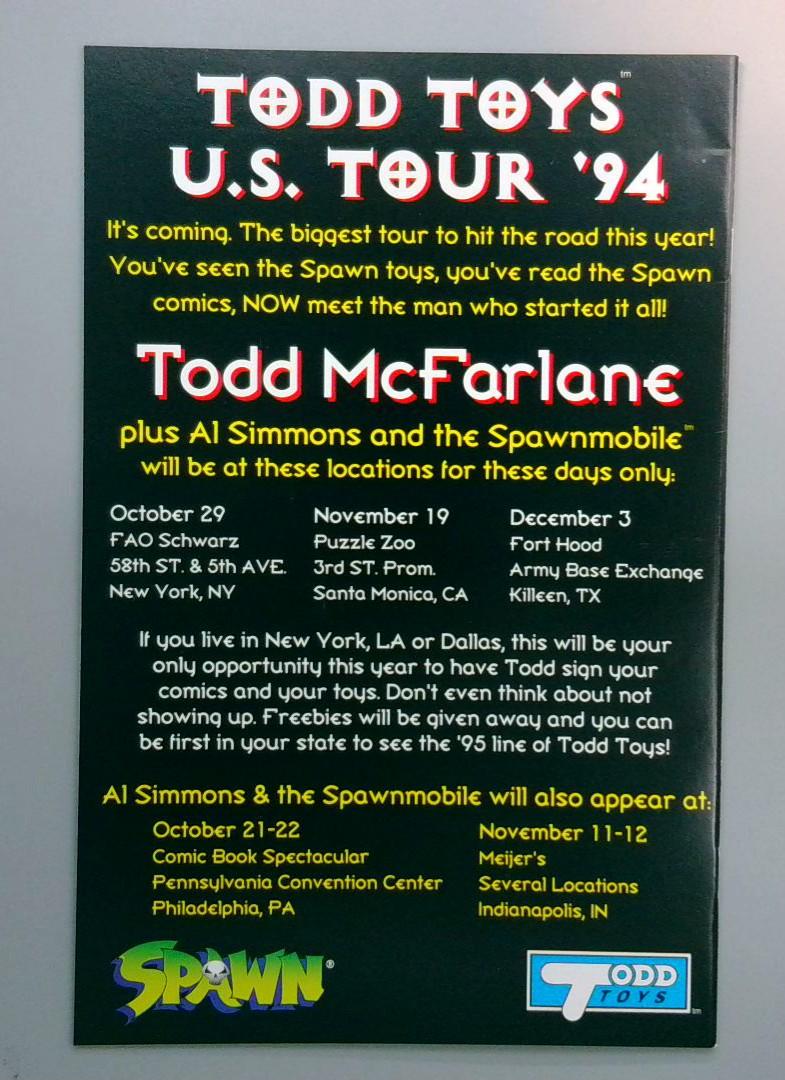 TODD TOYS™
U.S. TOUR '94
It's coming. The biggest tour to hit the road this year!
You've seen the Spawn toys, you've read the Spawn
comics, NOW meet the man who started it all!
Todd McFarlane
plus Al Simmons and the Spawnmobile™
will be at these locations for these days only:
October 29
FAO Schwarz
58th ST. & 5th AVE.
New York, NY
November 19
Puzzle Zoo
3rd ST. Prom.
Santa Monica, CA
December 3
Fort Hood
Army Base Exchange
Killeen, TX
If you live in New York, LA or Dallas, this will be your
only opportunity this year to have Todd sign your
comics and your toys. Don't even think about not
showing up. Freebies will be given away and you can
be first in your state to see the '95 line of Todd Toys!
Al Simmons & the Spawnmobile will also appear at:
October 21-22
Comic Book Spectacular
Pennsylvania Convention Center
Philadelphia, PA
November 11-12
Meijer's
Several Locations
Indianapolis, IN
SPAWN®
TODD
TOYS™